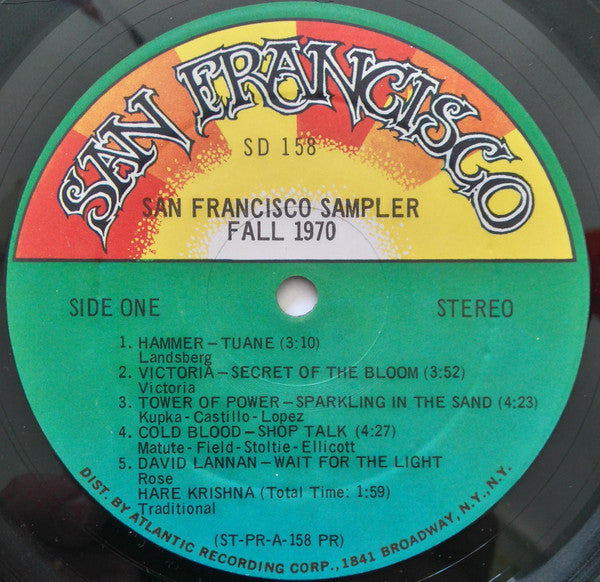 SAN FRANCISCO
SD 158
SAN FRANCISCO SAMPLER
FALL 1970
SIDE ONE
STEREO
1. HAMMER – TUANE (3:10)
Landsberg
2. VICTORIA – SECRET OF THE BLOOM (3:52)
Victoria
3. TOWER OF POWER – SPARKLING IN THE SAND (4:23)
Kupka - Castillo - Lopez
4. COLD BLOOD – SHOP TALK (4:27)
Matute - Field - Stoltie - Ellicott
5. DAVID LANNAN – WAIT FOR THE LIGHT
Rose
HARE KRISHNA (Total Time: 1:59)
Traditional
(ST-PR-A-158 PR)
DIST. BY ATLANTIC RECORDING CORP., 1841 BROADWAY, N.Y., N.Y.